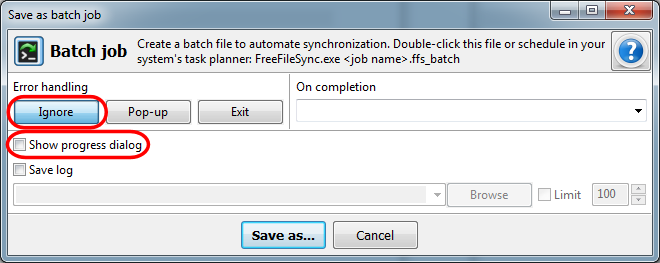 Save as batch job
Batch job
Create a batch file to automate synchronization. Double-click this file or schedule in your
system's task planner: FreeFileSync.exe <job name>.ffs_batch
Error handling
On completion
Ignore Pop-up Exit
Show progress dialog
Save log
Browse Limit 100
Save as... Cancel